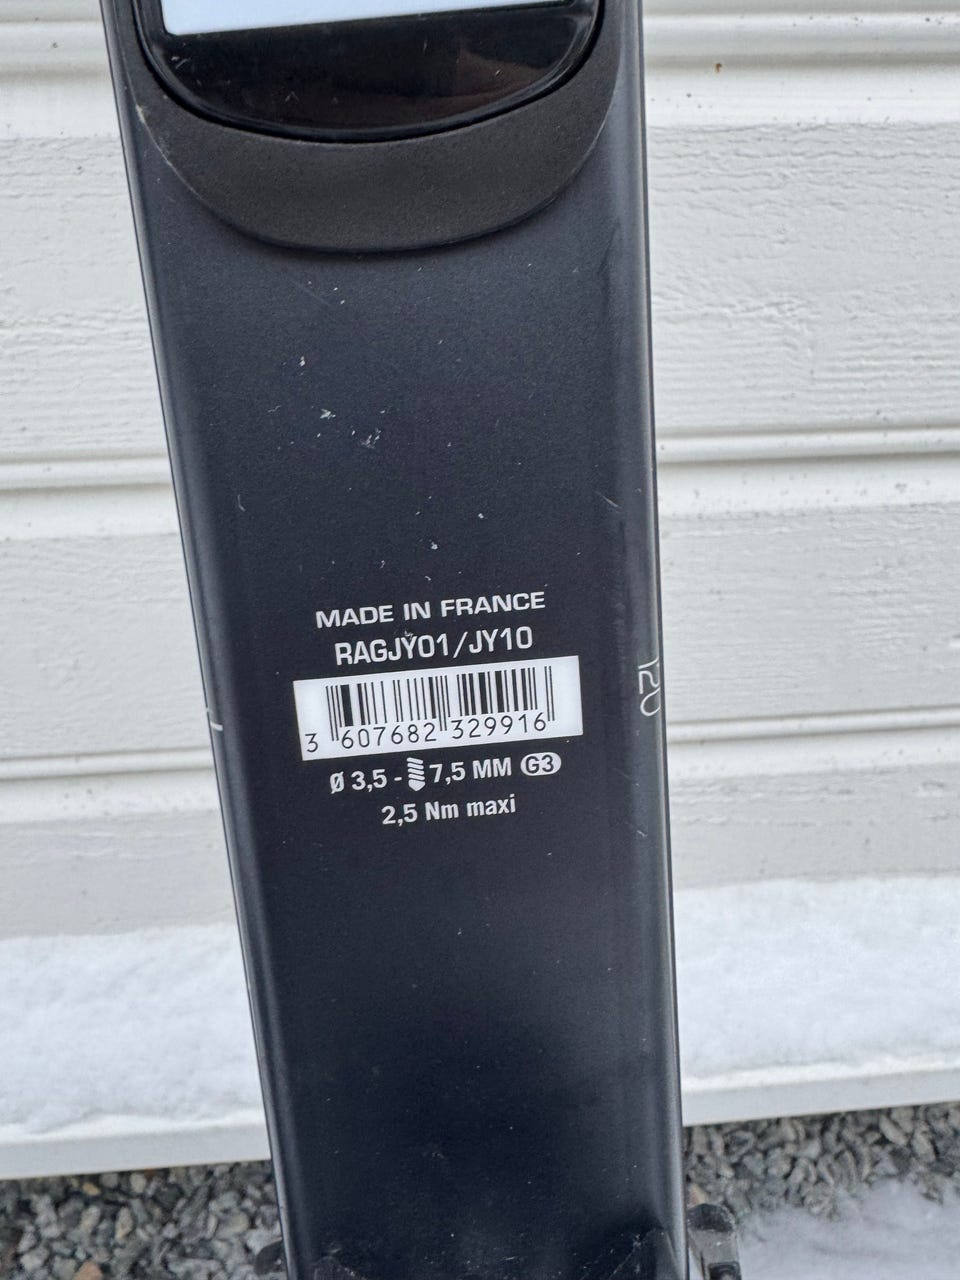 MADE IN FRANCE
RAGJY01/JY10
3 607682 329916
Ø 3,5 - 7,5 MM G3
2,5 Nm maxi
120